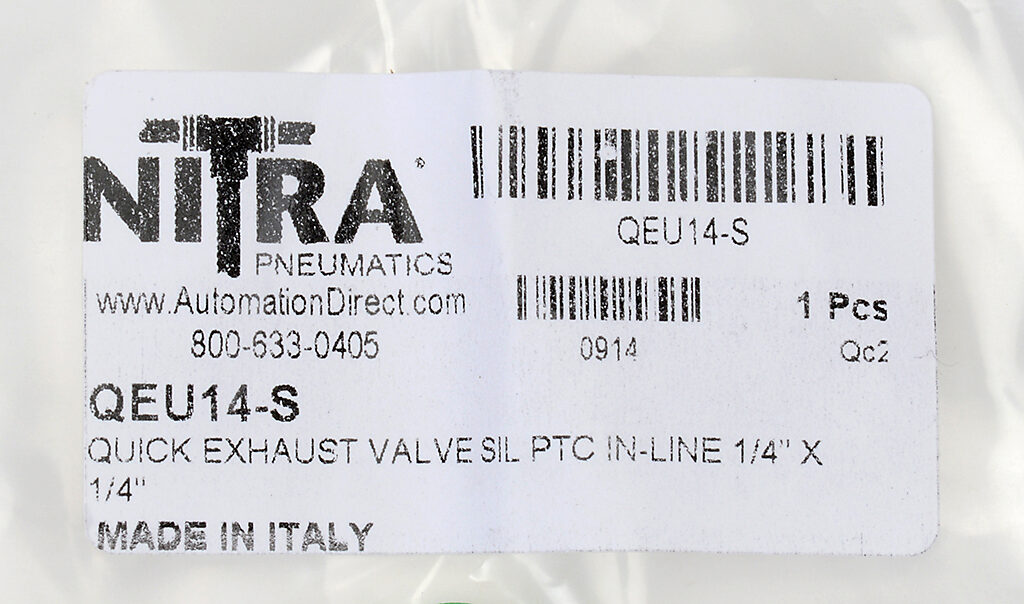 NITRA®
PNEUMATICS
www.AutomationDirect.com
800-633-0405
QEU14-S
0914
1 Pcs
Qc2
QEU14-S
QUICK EXHAUST VALVE SIL PTC IN-LINE 1/4" X
1/4"
MADE IN ITALY